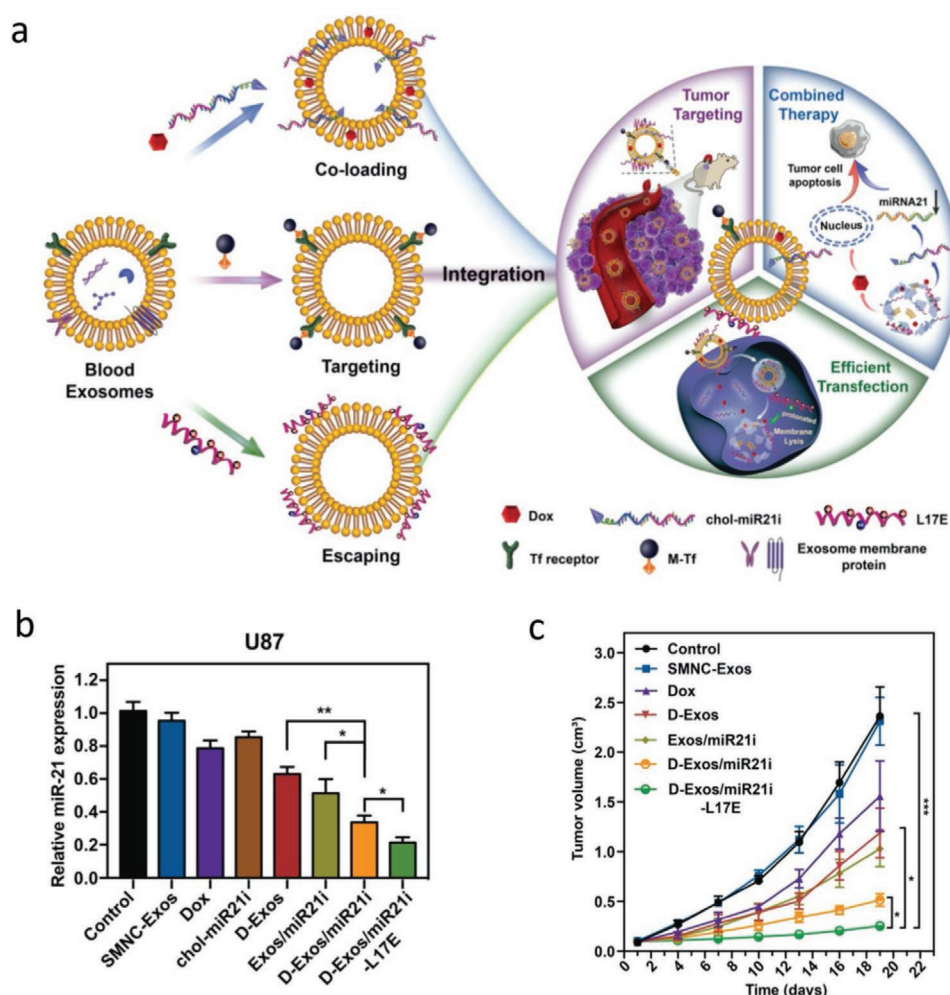 a
Co-loading
Blood
Exosomes
Targeting
Escaping
Integration
Tumor
Targeting
Combined
Therapy
Tumor cell
apoptosis
miRNA21
Nucleus
Efficient
Transfection
protonated
Membrane
Lysis
Dox
chol-miR21i
L17E
Tf receptor
M-Tf
Exosome membrane
protein
b
U87
Relative miR-21 expression
1.2
1.0
0.8
0.6
0.4
0.2
0.0
**
*
*
Control
SMNC-Exos
Dox
chol-miR21i
D-Exos
Exos/miR21i
D-Exos/miR21i
D-Exos/miR21i
-L17E
c
Tumor volume (cm³)
3.0
2.5
2.0
1.5
1.0
0.5
0.0
Control
SMNC-Exos
Dox
D-Exos
Exos/miR21i
D-Exos/miR21i
D-Exos/miR21i
-L17E
***
*
*
0 2 4 6 8 10 12 14 16 18 20 22
Time (days)